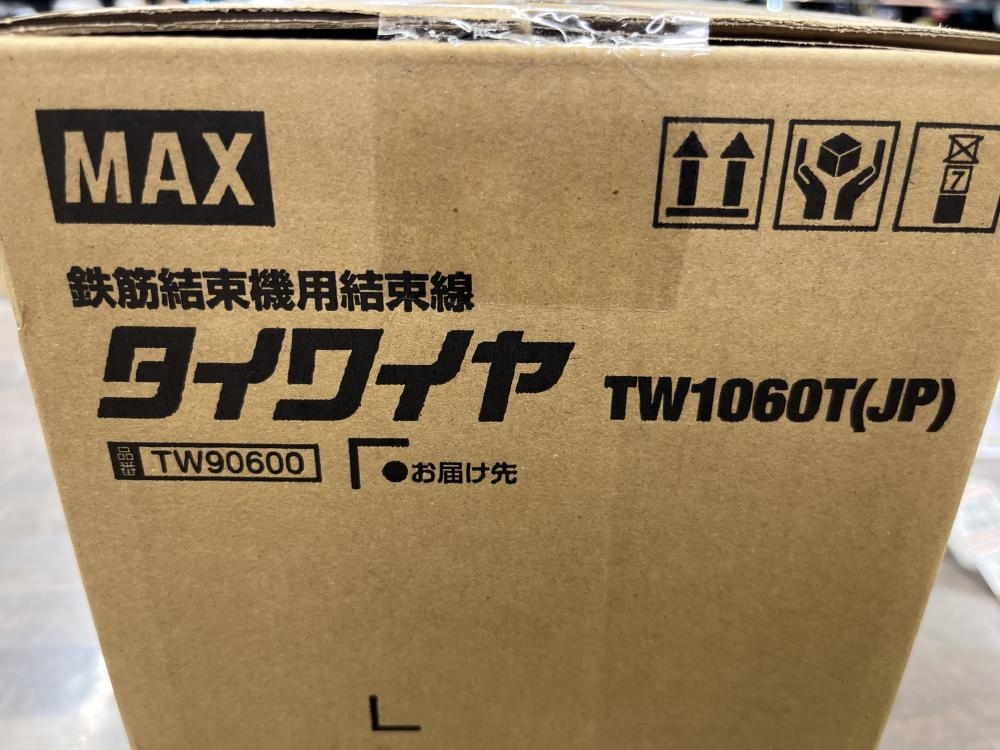 MAX
7
鉄筋結束機用結束線
タイワイヤ TW1060T(JP)
品番 TW90600
●お届け先